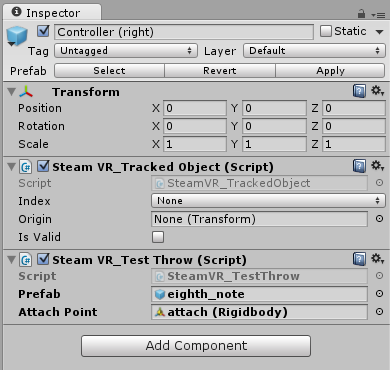 Inspector
Controller (right) Static
Tag Untagged Layer Default
Prefab Select Revert Apply
Transform
Position X 0 Y 0 Z 0
Rotation X 0 Y 0 Z 0
Scale X 1 Y 1 Z 1
Steam VR_Tracked Object (Script)
Script SteamVR_TrackedObject
Index None
Origin None (Transform)
Is Valid
Steam VR_Test Throw (Script)
Script SteamVR_TestThrow
Prefab eighth_note
Attach Point attach (Rigidbody)
Add Component